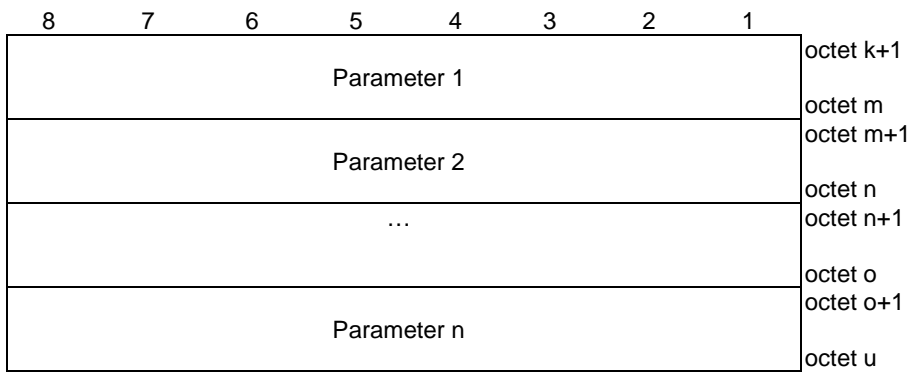 8 7 6 5 4 3 2 1
octet k+1
Parameter 1
octet m
octet m+1
Parameter 2
octet n
… octet n+1
octet o
octet o+1
Parameter n
octet u